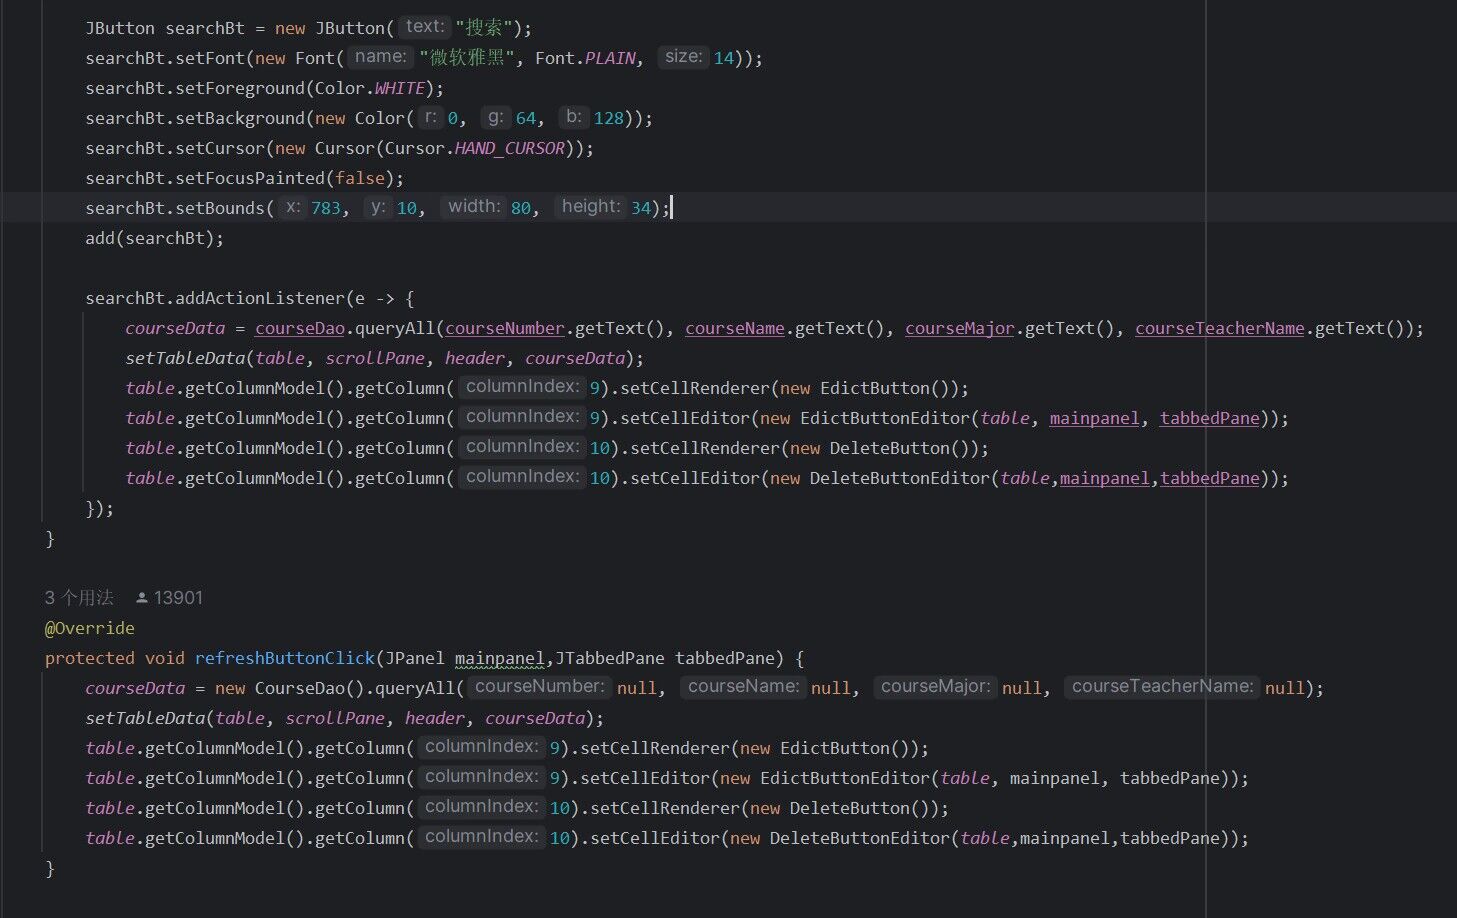 JButton searchBt = new JButton( text: "搜索");
searchBt.setFont(new Font( name: "微软雅黑", Font.PLAIN, size: 14));
searchBt.setForeground(Color.WHITE);
searchBt.setBackground(new Color( r: 0, g: 64, b: 128));
searchBt.setCursor(new Cursor(Cursor.HAND_CURSOR));
searchBt.setFocusPainted(false);
searchBt.setBounds( x: 783, y: 10, width: 80, height: 34);
add(searchBt);
searchBt.addActionListener(e -> {
courseData = courseDao.queryAll(courseNumber.getText(), courseName.getText(), courseMajor.getText(), courseTeacherName.getText());
setTableData(table, scrollPane, header, courseData);
table.getColumnModel().getColumn( columnIndex: 9).setCellRenderer(new EdictButton());
table.getColumnModel().getColumn( columnIndex: 9).setCellEditor(new EdictButtonEditor(table, mainpanel, tabbedPane));
table.getColumnModel().getColumn( columnIndex: 10).setCellRenderer(new DeleteButton());
table.getColumnModel().getColumn( columnIndex: 10).setCellEditor(new DeleteButtonEditor(table,mainpanel,tabbedPane));
});
}
3 个用法 13901
@Override
protected void refreshButtonClick(JPanel mainpanel,JTabbedPane tabbedPane) {
courseData = new CourseDao().queryAll( courseNumber: null, courseName: null, courseMajor: null, courseTeacherName: null);
setTableData(table, scrollPane, header, courseData);
table.getColumnModel().getColumn( columnIndex: 9).setCellRenderer(new EdictButton());
table.getColumnModel().getColumn( columnIndex: 9).setCellEditor(new EdictButtonEditor(table, mainpanel, tabbedPane));
table.getColumnModel().getColumn( columnIndex: 10).setCellRenderer(new DeleteButton());
table.getColumnModel().getColumn( columnIndex: 10).setCellEditor(new DeleteButtonEditor(table,mainpanel,tabbedPane));
}